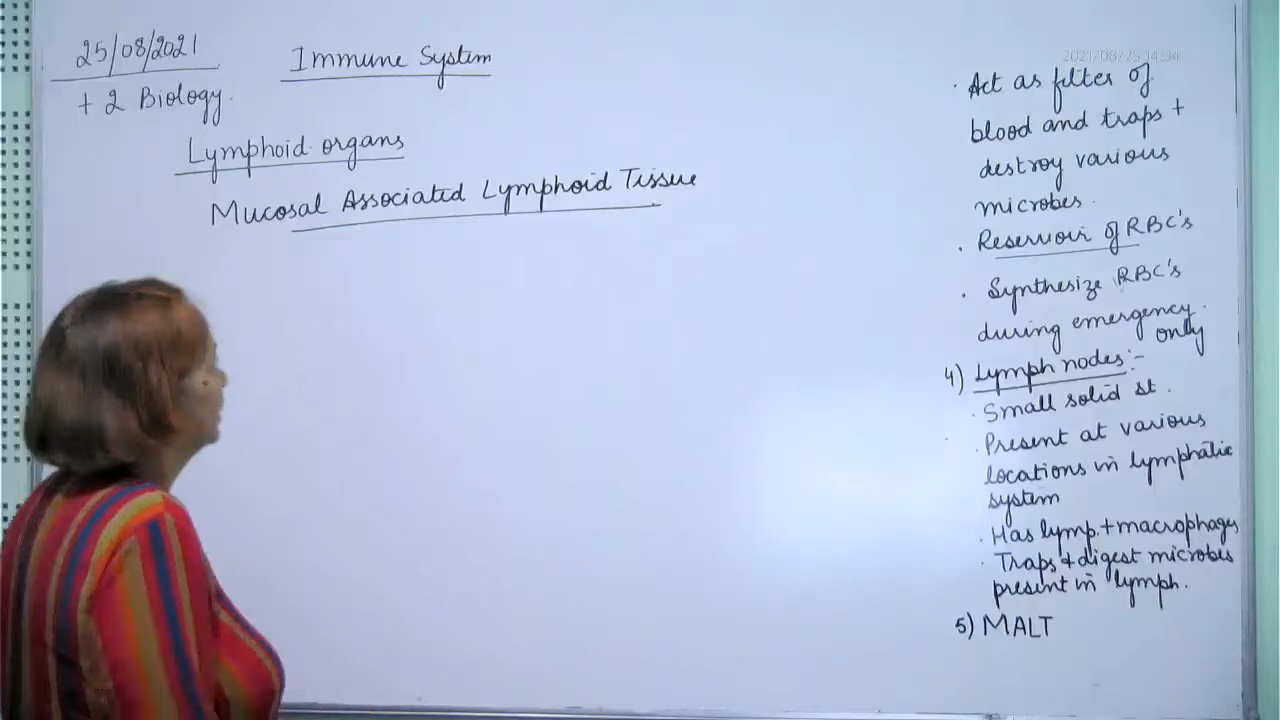 25/08/2021
+ 2 Biology.
Immune System
Lymphoid organs
Mucosal Associated Lymphoid Tissue
· Act as filter of
blood and traps +
destroy various
microbes.
· Reservoir of RBC's
· Synthesize RBC's
during emergency.
only
4) Lymph nodes:-
· Small solid st.
· Present at various
locations in lymphatic
system
· Has lymp.+macrophages
· Traps + digest microbes
present in lymph.
5) MALT